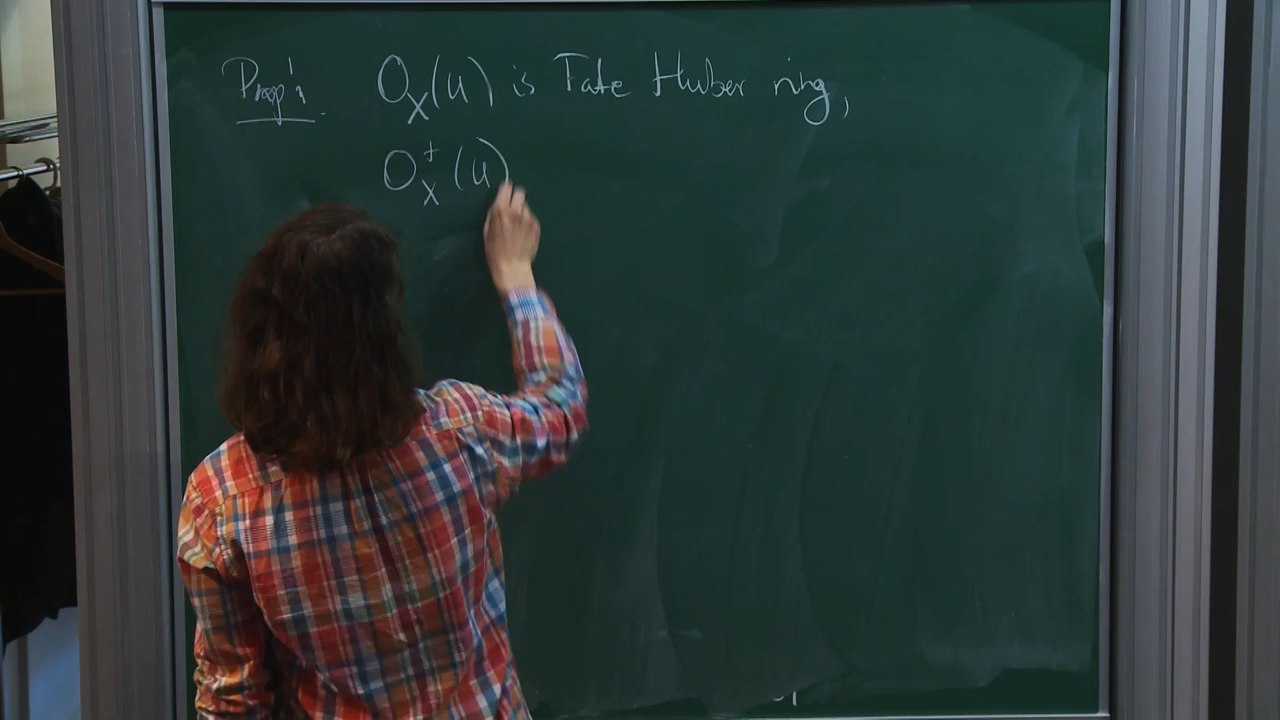 Prop'n O_X(U) is Tate Huber ring,
O_X^+(U)